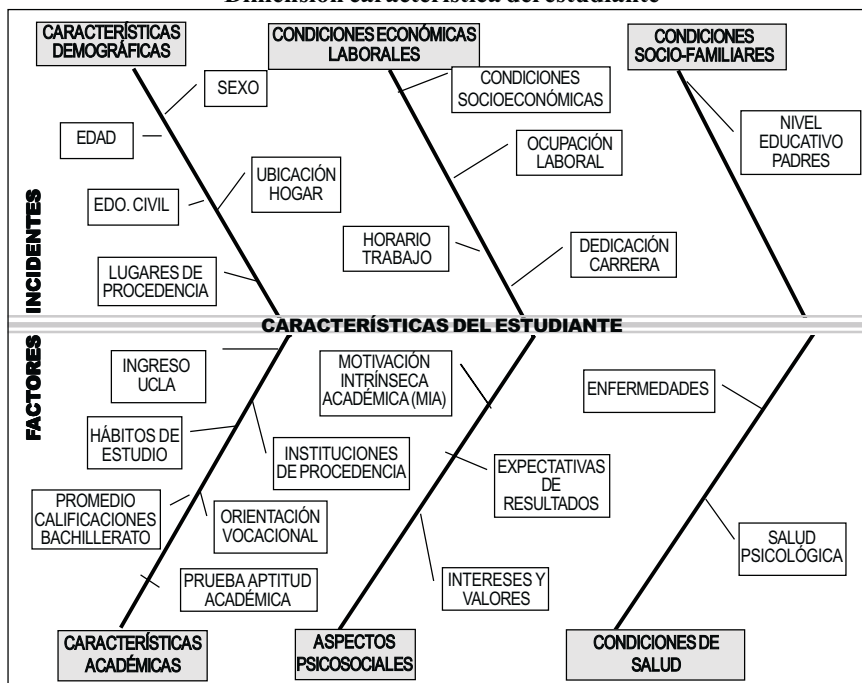 Dimensión característica del estudiante
CARACTERÍSTICAS
DEMOGRÁFICAS
CONDICIONES ECONÓMICAS
LABORALES
CONDICIONES
SOCIO-FAMILIARES
SEXO
EDAD
UBICACIÓN
HOGAR
EDO. CIVIL
LUGARES DE
PROCEDENCIA
CONDICIONES
SOCIOECONÓMICAS
OCUPACIÓN
LABORAL
HORARIO
TRABAJO
DEDICACIÓN
CARRERA
NIVEL
EDUCATIVO
PADRES
FACTORES INCIDENTES
CARACTERÍSTICAS DEL ESTUDIANTE
INGRESO
UCLA
HÁBITOS DE
ESTUDIO
INSTITUCIONES
DE PROCEDENCIA
PROMEDIO
CALIFICACIONES
BACHILLERATO
ORIENTACIÓN
VOCACIONAL
PRUEBA APTITUD
ACADÉMICA
MOTIVACIÓN
INTRÍNSECA
ACADÉMICA (MIA)
EXPECTATIVAS
DE
RESULTADOS
INTERESES Y
VALORES
ENFERMEDADES
SALUD
PSICOLÓGICA
CARACTERÍSTICAS
ACADÉMICAS
ASPECTOS
PSICOSOCIALES
CONDICIONES DE
SALUD